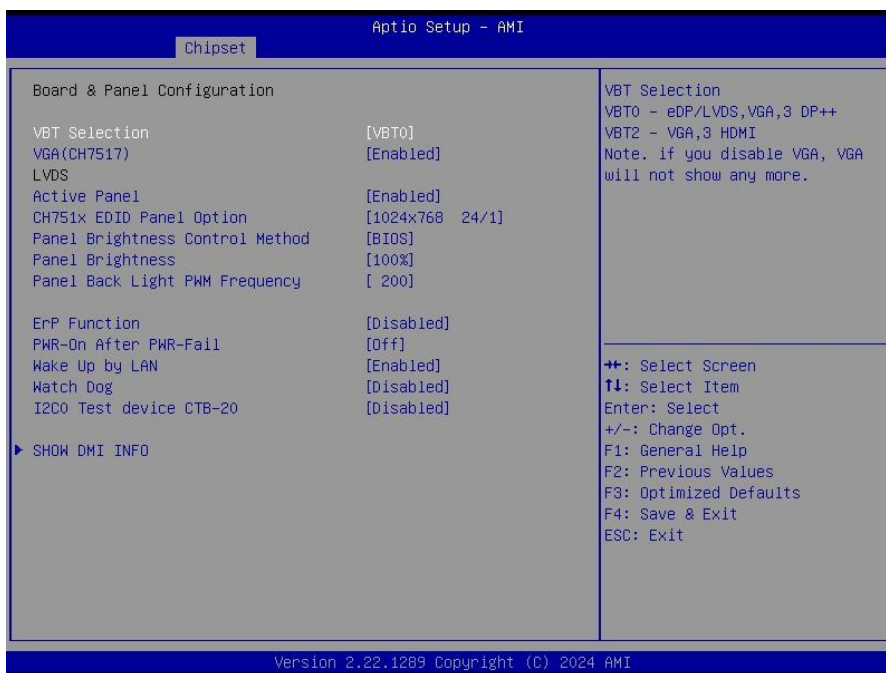 Aptio Setup - AMI
Chipset
Board & Panel Configuration
VBT Selection [VBT0]
VGA(CH7517) [Enabled]
LVDS
Active Panel [Enabled]
CH751x EDID Panel Option [1024x768 24/1]
Panel Brightness Control Method [BIOS]
Panel Brightness [100%]
Panel Back Light PWM Frequency [ 200]
ErP Function [Disabled]
PWR-On After PWR-Fail [Off]
Wake Up by LAN [Enabled]
Watch Dog [Disabled]
I2C0 Test device CTB-20 [Disabled]
▶ SHOW DMI INFO
VBT Selection
VBT0 - eDP/LVDS,VGA,3 DP++
VBT2 - VGA,3 HDMI
Note. if you disable VGA, VGA
will not show any more.
→←: Select Screen
↑↓: Select Item
Enter: Select
+/-: Change Opt.
F1: General Help
F2: Previous Values
F3: Optimized Defaults
F4: Save & Exit
ESC: Exit
Version 2.22.1289 Copyright (C) 2024 AMI